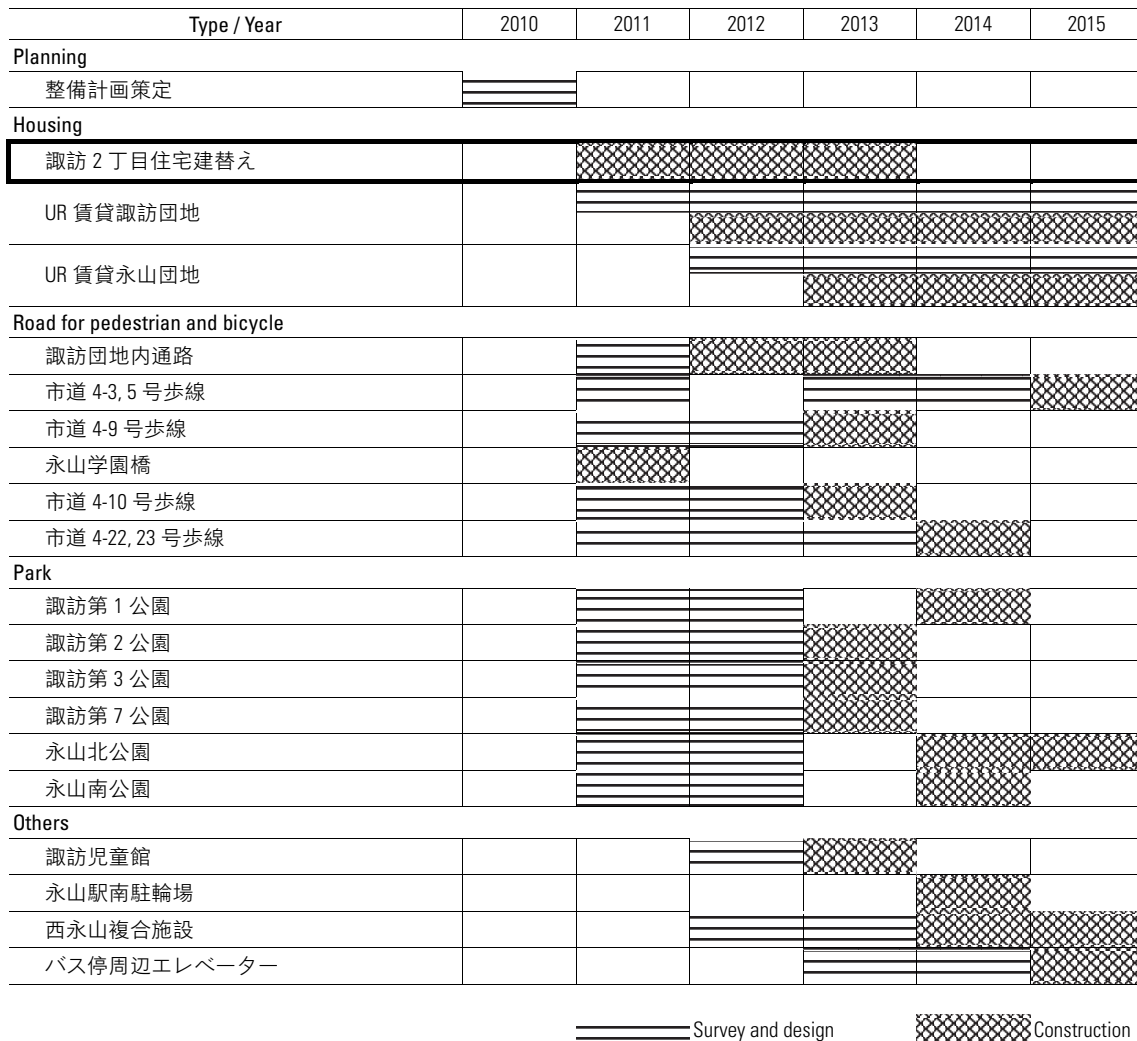 Type / Year 2010 2011 2012 2013 2014 2015
Planning
整備計画策定
Housing
諏訪 2 丁目住宅建替え
UR 賃貸諏訪団地
UR 賃貸永山団地
Road for pedestrian and bicycle
諏訪団地内通路
市道 4-3, 5 号歩線
市道 4-9 号歩線
永山学園橋
市道 4-10 号歩線
市道 4-22, 23 号歩線
Park
諏訪第 1 公園
諏訪第 2 公園
諏訪第 3 公園
諏訪第 7 公園
永山北公園
永山南公園
Others
諏訪児童館
永山駅南駐輪場
西永山複合施設
バス停周辺エレベーター
Survey and design Construction